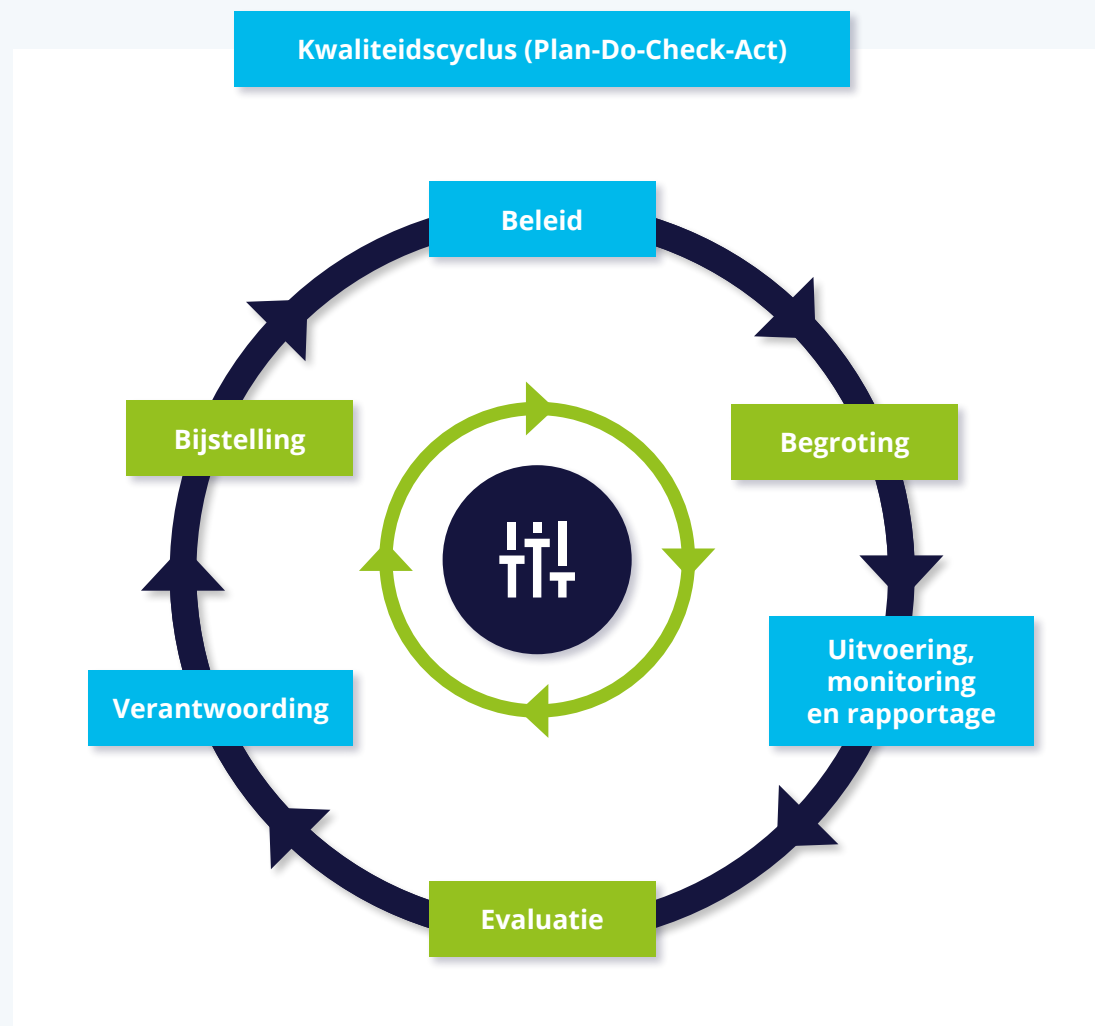 Kwaliteidscyclus (Plan-Do-Check-Act)
Beleid
Begroting
Uitvoering,
monitoring
en rapportage
Evaluatie
Verantwoording
Bijstelling